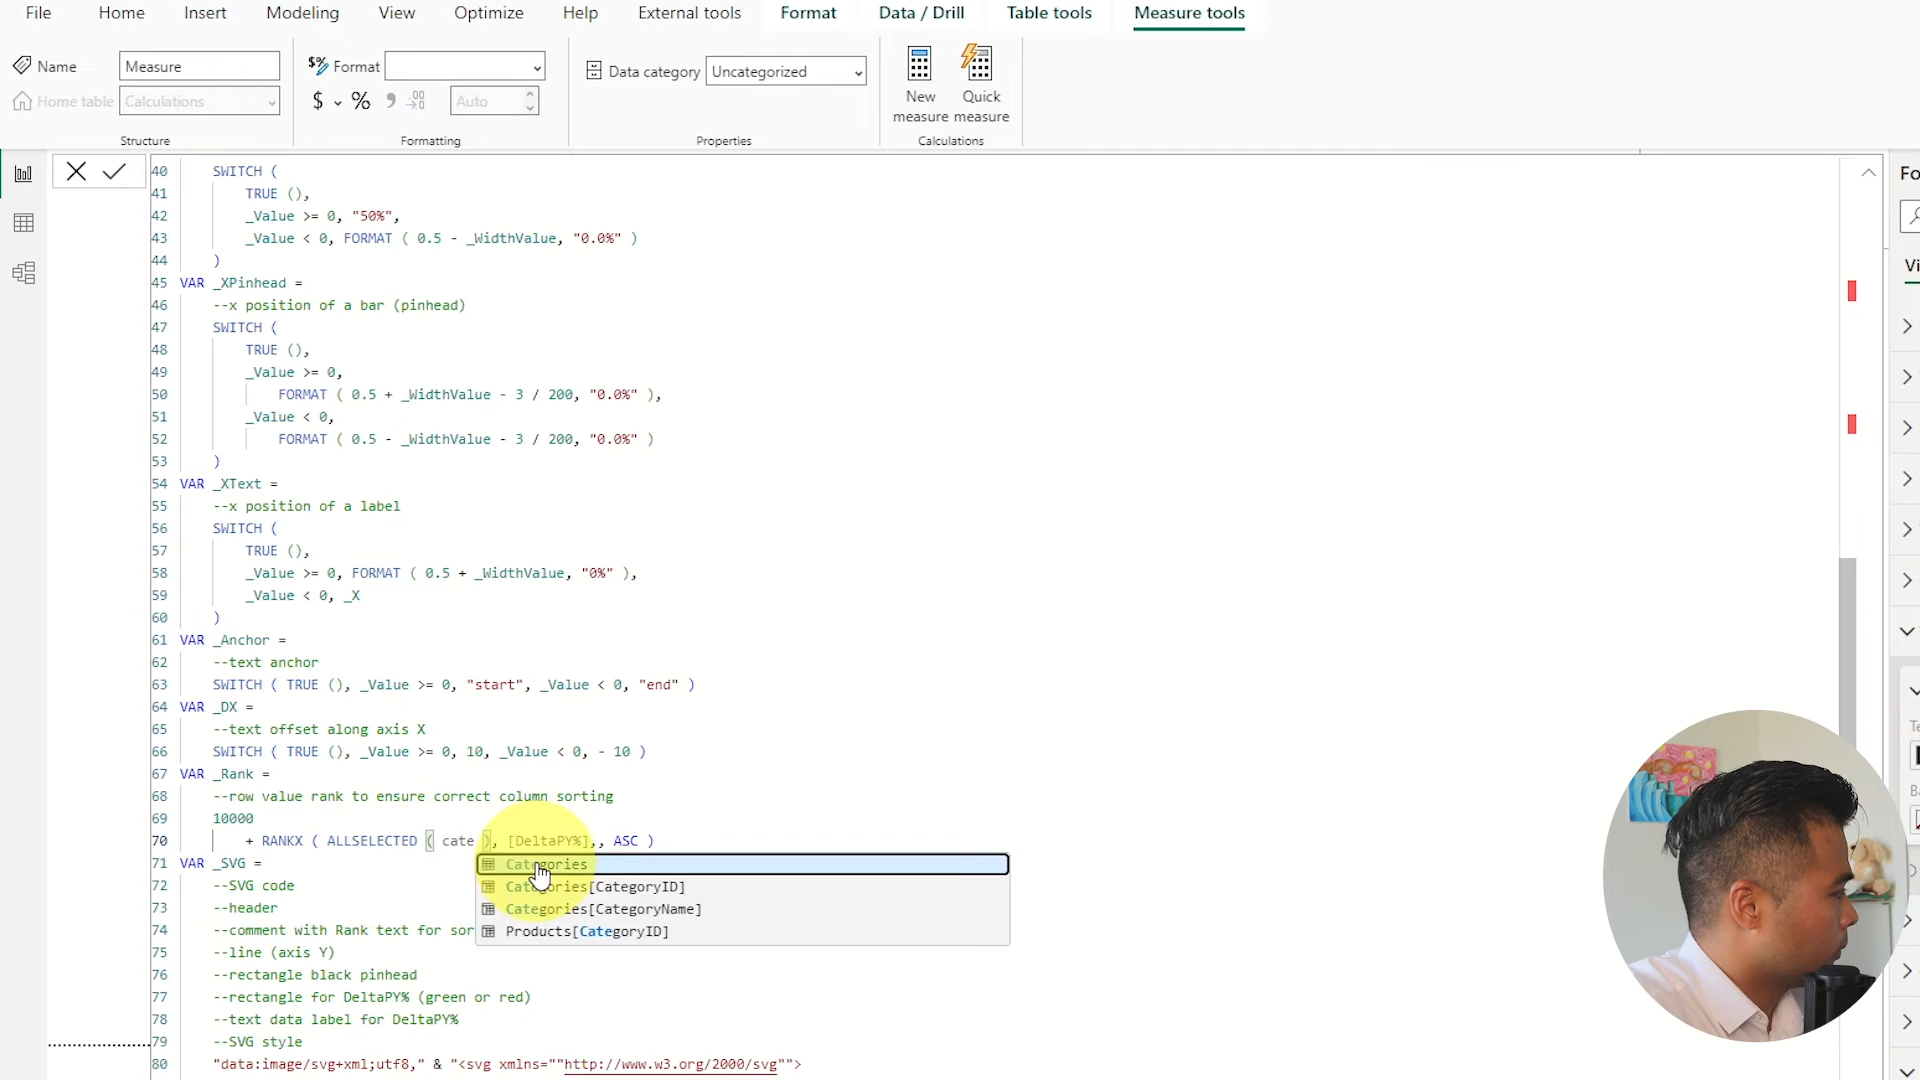 File Home Insert Modeling View Optimize Help External tools Format Data / Drill Table tools Measure tools
Name Measure
Format
Data category Uncategorized
New measure
Quick measure
Home table Calculations
$ % Auto
Structure Formatting Properties Calculations
40 SWITCH (
41 TRUE (),
42 _Value >= 0, "50%",
43 _Value < 0, FORMAT ( 0.5 - _WidthValue, "0.0%" )
44 )
45 VAR _XPinhead =
46 --x position of a bar (pinhead)
47 SWITCH (
48 TRUE (),
49 _Value >= 0,
50 FORMAT ( 0.5 + _WidthValue - 3 / 200, "0.0%" ),
51 _Value < 0,
52 FORMAT ( 0.5 - _WidthValue - 3 / 200, "0.0%" )
53 )
54 VAR _XText =
55 --x position of a label
56 SWITCH (
57 TRUE (),
58 _Value >= 0, FORMAT ( 0.5 + _WidthValue, "0%" ),
59 _Value < 0, _X
60 )
61 VAR _Anchor =
62 --text anchor
63 SWITCH ( TRUE (), _Value >= 0, "start", _Value < 0, "end" )
64 VAR _DX =
65 --text offset along axis X
66 SWITCH ( TRUE (), _Value >= 0, 10, _Value < 0, - 10 )
67 VAR _Rank =
68 --row value rank to ensure correct column sorting
69 10000
70 + RANKX ( ALLSELECTED ( cate ), [DeltaPY%],, ASC )
71 VAR _SVG =
72 --SVG code
73 --header
74 --comment with Rank text for sor
75 --line (axis Y)
76 --rectangle black pinhead
77 --rectangle for DeltaPY% (green or red)
78 --text data label for DeltaPY%
79 --SVG style
80 "data:image/svg+xml;utf8," & "<svg xmlns=""http://www.w3.org/2000/svg"">
Categories
Categories[CategoryID]
Categories[CategoryName]
Products[CategoryID]
Fo
Vi